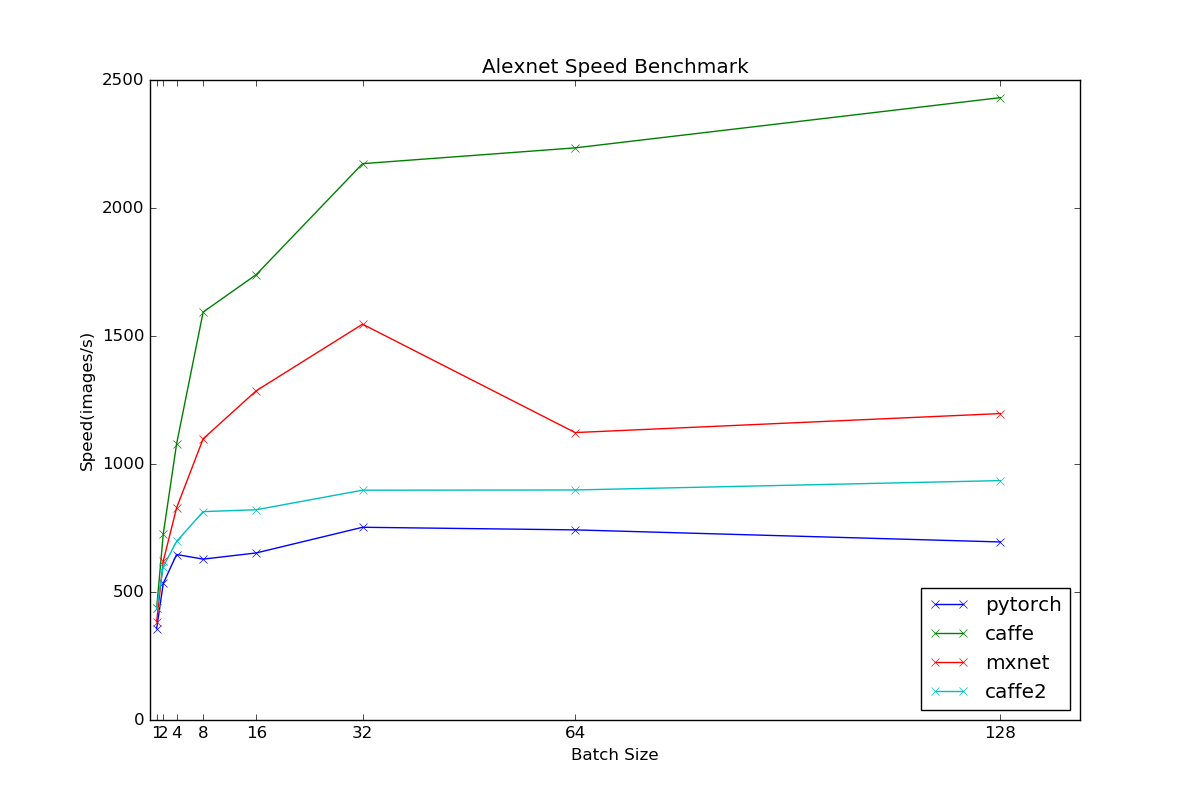 Alexnet Speed Benchmark
2500
2000
1500
1000
500
0
Speed(images/s)
1 2 4 8 16 32 64 128
Batch Size
pytorch
caffe
mxnet
caffe2